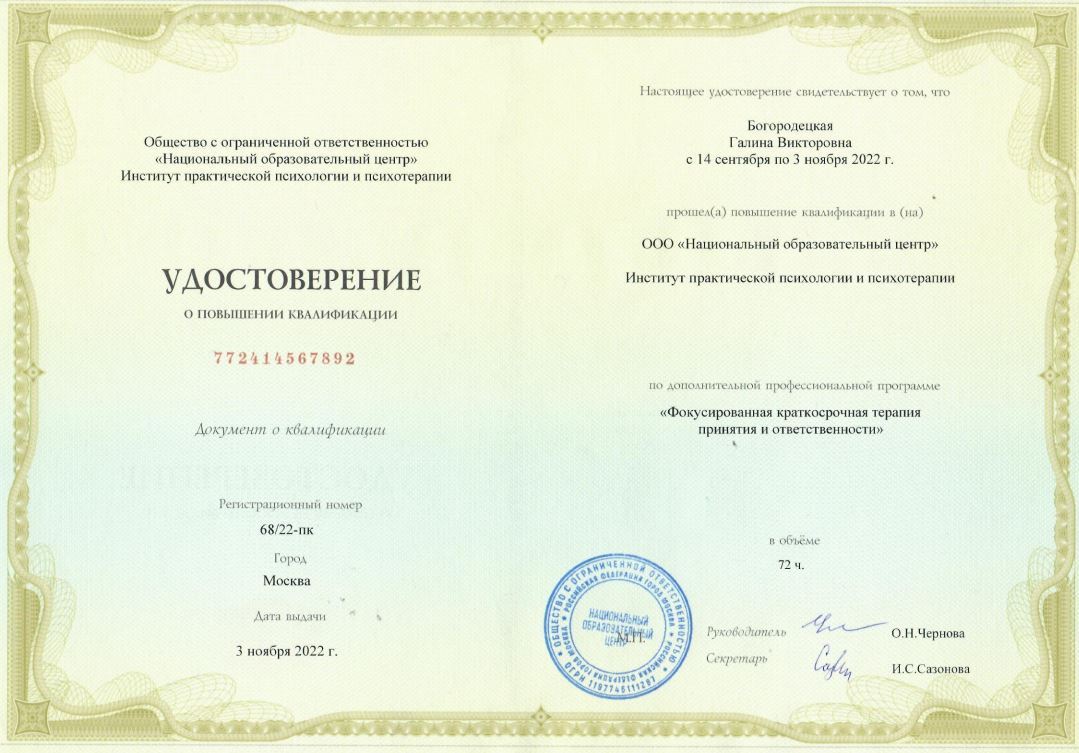 Общество с ограниченной ответственностью
«Национальный образовательный центр»
Институт практической психологии и психотерапии
УДОСТОВЕРЕНИЕ
О ПОВЫШЕНИИ КВАЛИФИКАЦИИ
772414567892
Документ о квалификации
Регистрационный номер
68/22-пк
Город
Москва
Дата выдачи
3 ноября 2022 г.
Настоящее удостоверение свидетельствует о том, что
Богородецкая
Галина Викторовна
с 14 сентября по 3 ноября 2022 г.
прошел(а) повышение квалификации в (на)
ООО «Национальный образовательный центр»
Институт практической психологии и психотерапии
по дополнительной профессиональной программе
«Фокусированная краткосрочная терапия
принятия и ответственности»
в объёме
72 ч.
ОБЩЕСТВО С ОГРАНИЧЕННОЙ ОТВЕТСТВЕННОСТЬЮ
ОГРН 1197746111287
РОССИЙСКАЯ ФЕДЕРАЦИЯ ГОРОД МОСКВА
РОССИЙСКАЯ ФЕДЕРАЦИЯ ГОРОД МОСКВА
НАЦИОНАЛЬНЫЙ
ОБРАЗОВАТЕЛЬНЫЙ
ЦЕНТР
М.П.
Руководитель О.Н.Чернова
Секретарь И.С.Сазонова